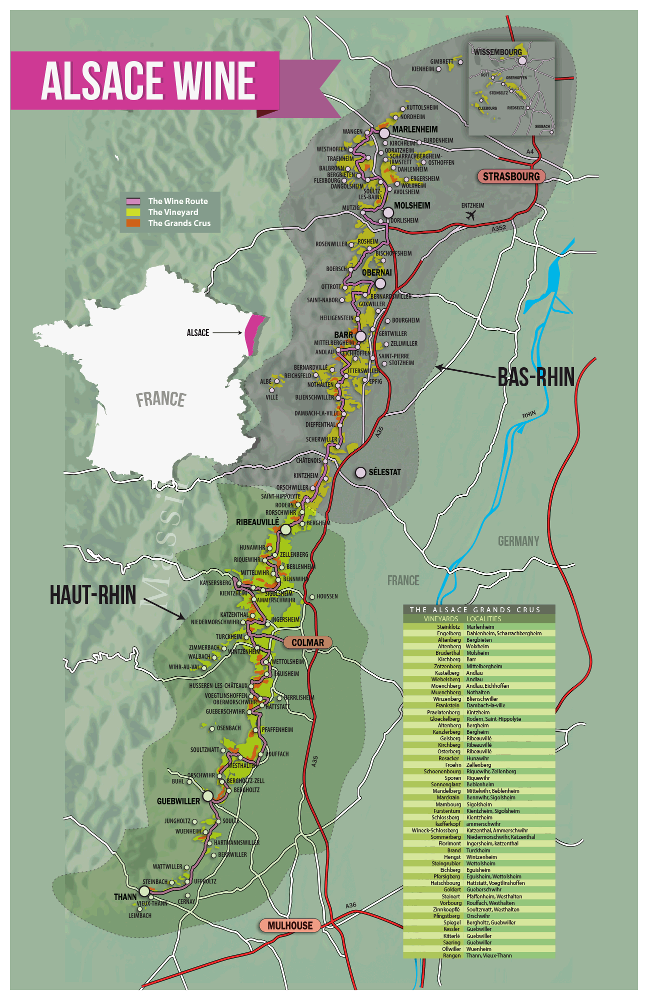 ALSACE WINE
The Wine Route
The Vineyard
The Grands Crus
ALSACE
FRANCE
WISSEMBOURG
ROTT
OBERHOFFEN
STEINSELTZ
CLEEBOURG
RIEDSELTZ
SEEBACH
GIMBRETT
KIENHEIM
KUTTOLSHEIM
NORDHEIM
MARLENHEIM
WANGEN
KIRCHHEIM
FURDENHEIM
WESTHOFFEN
ODRATZHEIM
TRAENHEIM
SCHARRACHBERGHEIM-
IRMSTETT
OSTHOFFEN
A4
BALBRONN
DAHLENHEIM
BERGBIETEN
STRASBOURG
FLEXBOURG
ERGERSHEIM
DANGOLSHEIM
WOLXHEIM
SOULTZ-
LES-BAINS
AVOLSHEIM
MUTZIG
MOLSHEIM
ENTZHEIM
DORLISHEIM
A352
ROSENWILLER
ROSHEIM
BISCHOFFSHEIM
BOERSCH
OBERNAI
OTTROTT
BERNARDSWILLER
SAINT-NABOR
GOXWILLER
HEILIGENSTEIN
BOURGHEIM
BARR
GERTWILLER
MITTELBERGHEIM
ZELLWILLER
ANDLAU
EICHHOFFEN
SAINT-PIERRE
STOTZHEIM
BERNARDVILLÉ
ITTERSWILLER
REICHSFELD
ALBÉ
EPFIG
NOTHALTEN
VILLÉ
BLIENSCHWILLER
BAS-RHIN
DAMBACH-LA-VILLE
RHIN
DIEFFENTHAL
A35
SCHERWILLER
CHÂTENOIS
SÉLESTAT
KINTZHEIM
ORSCHWILLER
SAINT-HIPPOLYTE
RODERN
RORSCHWIHR
RIBEAUVILLÉ
BERGHEIM
Massi
GERMANY
FRANCE
HUNAWIHR
ZELLENBERG
RIQUEWIHR
BEBLENHEIM
MITTELWIHR
BENNWIHR
KAYSERSBERG
HAUT-RHIN
KIENTZHEIM
SIGOLSHEIM
HOUSSEN
AMMERSCHWIHR
KATZENTHAL
NIEDERMORSCHWIHR
INGERSHEIM
TURCKHEIM
COLMAR
ZIMMERBACH
WINTZENHEIM
WALBACH
WIHR-AU-VAL
WETTOLSHEIM
EGUISHEIM
HUSSEREN-LES-CHÂTEAUX
VOEGTLINSHOFFEN
HERRLISHEIM
OBERMORSCHWIHR
HATTSTATT
GUEBERSCHWIHR
OSENBACH
PFAFFENHEIM
SOULTZMATT
ROUFFACH
WESTHALTEN
A35
ORSCHWIHR
BUHL
BERGHOLTZ-ZELL
BERGHOLTZ
GUEBWILLER
JUNGHOLTZ
SOULTZ
WUENHEIM
HARTMANNSWILLER
BERRWILLER
WATTWILLER
STEINBACH
UFFHOLTZ
THANN
VIEUX-THANN
CERNAY
LEIMBACH
A36
MULHOUSE
THE ALSACE GRANDS CRUS
VINEYARDS LOCALITIES
Steinklotz Marlenheim
Engelberg Dahlenheim, Scharrachbergheim
Altenberg Bergbieten
Altenberg Wolxheim
Bruderthal Molsheim
Kirchberg Barr
Zotzenberg Mittelbergheim
Kastelberg Andlau
Wiebelsberg Andlau
Moenchberg Andlau, Eichhoffen
Muenchberg Nothalten
Winzenberg Blienschwiller
Frankstein Dambach-la-ville
Praelatenberg Kintzheim
Gloeckelberg Rodern, Saint-Hippolyte
Altenberg Bergheim
Kanzlerberg Bergheim
Geisberg Ribeauvillé
Kirchberg Ribeauvillé
Osterberg Ribeauvillé
Rosacker Hunawihr
Froehn Zellenberg
Schoenenbourg Riquewihr, Zellenberg
Sporen Riquewihr
Sonnenglanz Beblenheim
Mandelberg Mittelwihr, Beblenheim
Marckrain Bennwihr, Sigolsheim
Mambourg Sigolsheim
Furstentum Kientzheim, Sigolsheim
Schlossberg Kientzheim
kæfferkopf ammerschwihr
Wineck-Schlossberg Katzenthal, Ammerschwihr
Sommerberg Niedermorschwihr, Katzenthal
Florimont Ingersheim, katzenthal
Brand Turckheim
Hengst Wintzenheim
Steingrubler Wettolsheim
Eichberg Eguisheim
Pfersigberg Eguisheim, Wettolsheim
Hatschbourg Hattstatt, Voegtlinshoffen
Goldert Gueberschwihr
Steinert Pfaffenheim, Westhalten
Vorbourg Rouffach, Westhalten
Zinnkoepflé Soultzmatt, Westhalten
Pfingstberg Orschwihr
Spiegel Bergholtz, Guebwiller
Kessler Guebwiller
Kitterlé Guebwiller
Saering Guebwiller
Ollwiller Wuenheim
Rangen Thann, Vieux-Thann